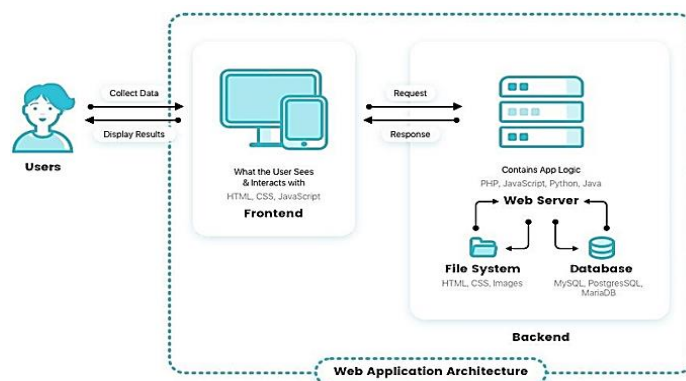 Collect Data
Display Results
Users
What the User Sees
& Interacts with
HTML, CSS, JavaScript
Frontend
Request
Response
Contains App Logic
PHP, JavaScript, Python, Java
Web Server
File System
HTML, CSS, Images
Database
MySQL, PostgresSQL,
MariaDB
Backend
Web Application Architecture